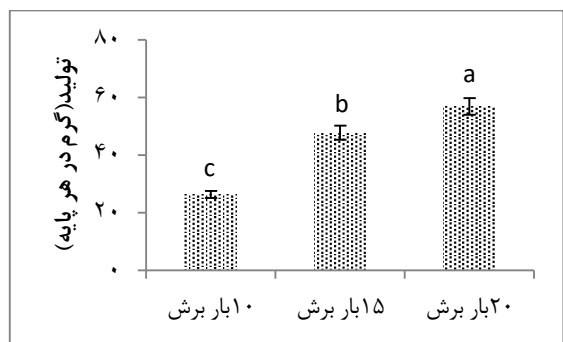 تولید(گرم در هر پایه)
۸۰
۶۰
۴۰
۲۰
۰
c
b
a
۱۰بار برش
۱۵بار برش
۲۰بار برش